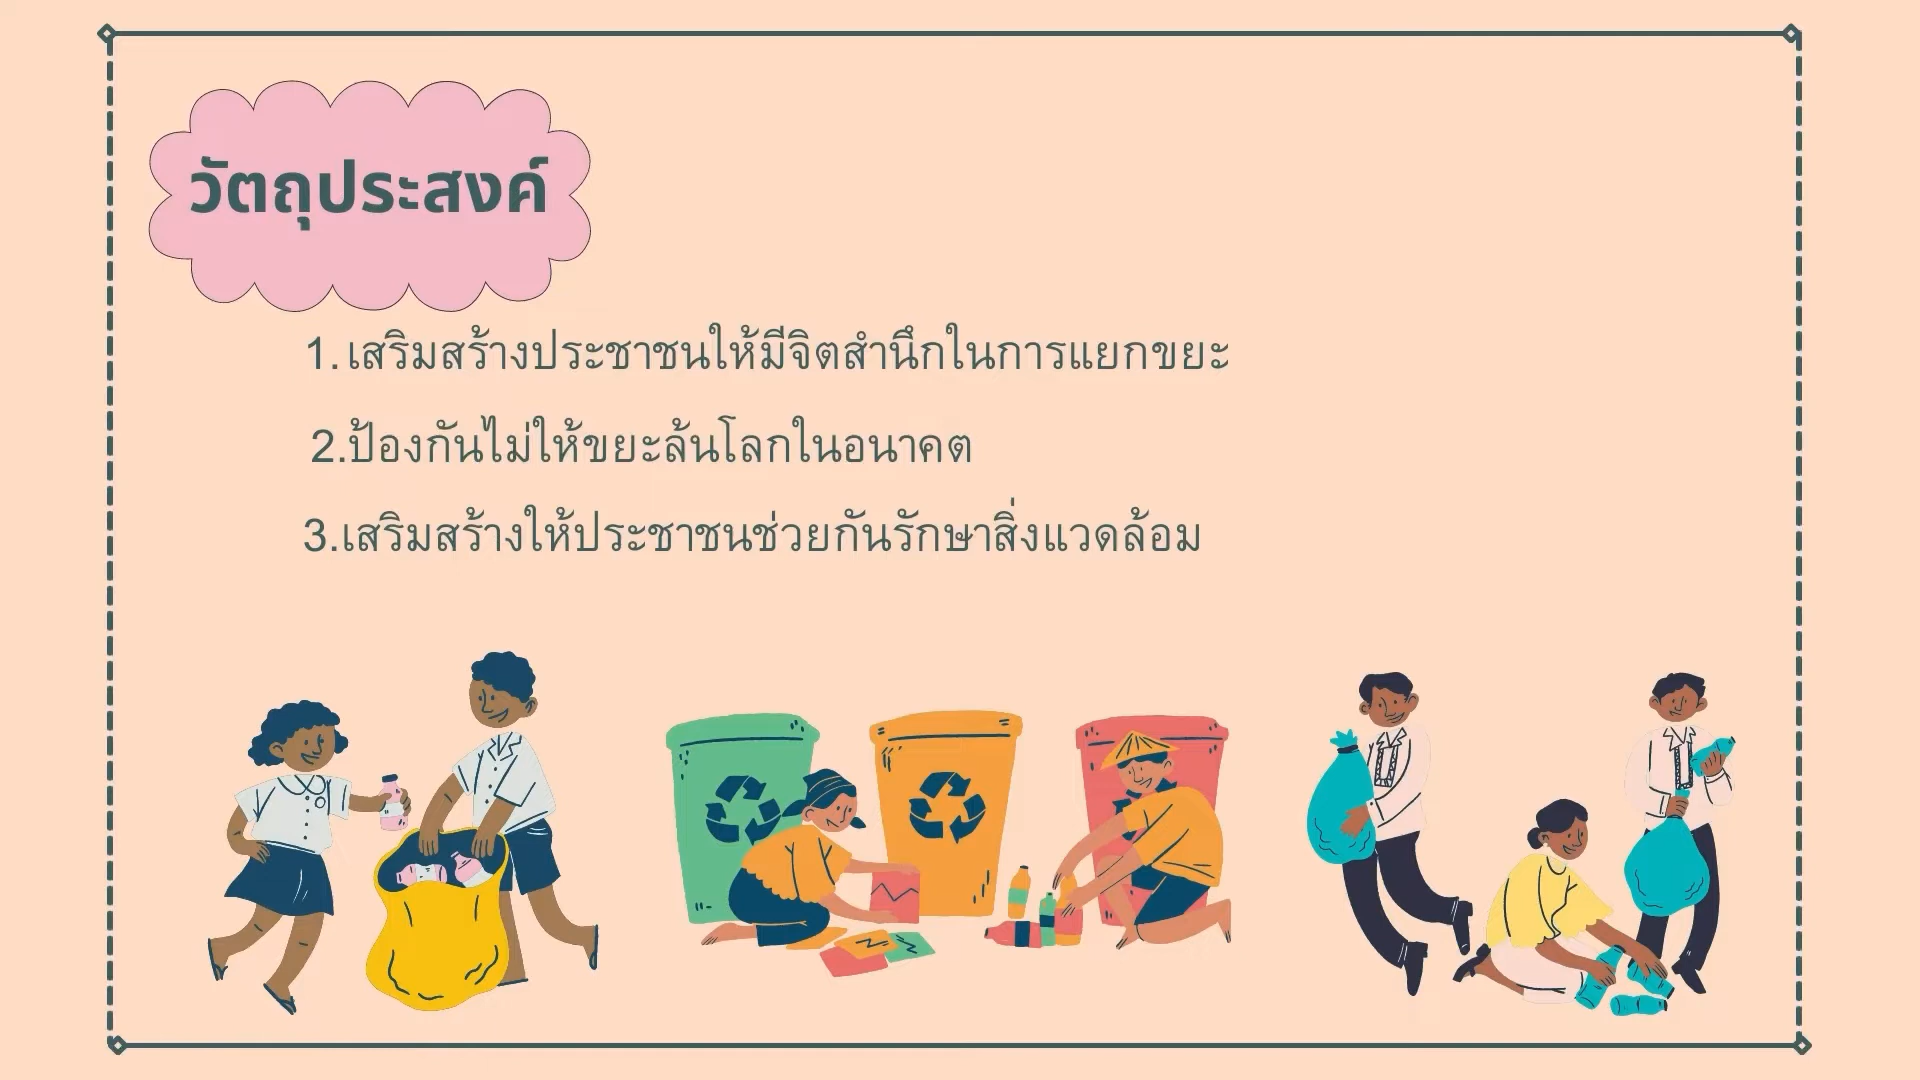 วัตถุประสงค์
1.เสริมสร้างประชาชนให้มีจิตสำนึกในการแยกขยะ
2.ป้องกันไม่ให้ขยะล้นโลกในอนาคต
3.เสริมสร้างให้ประชาชนช่วยกันรักษาสิ่งแวดล้อม